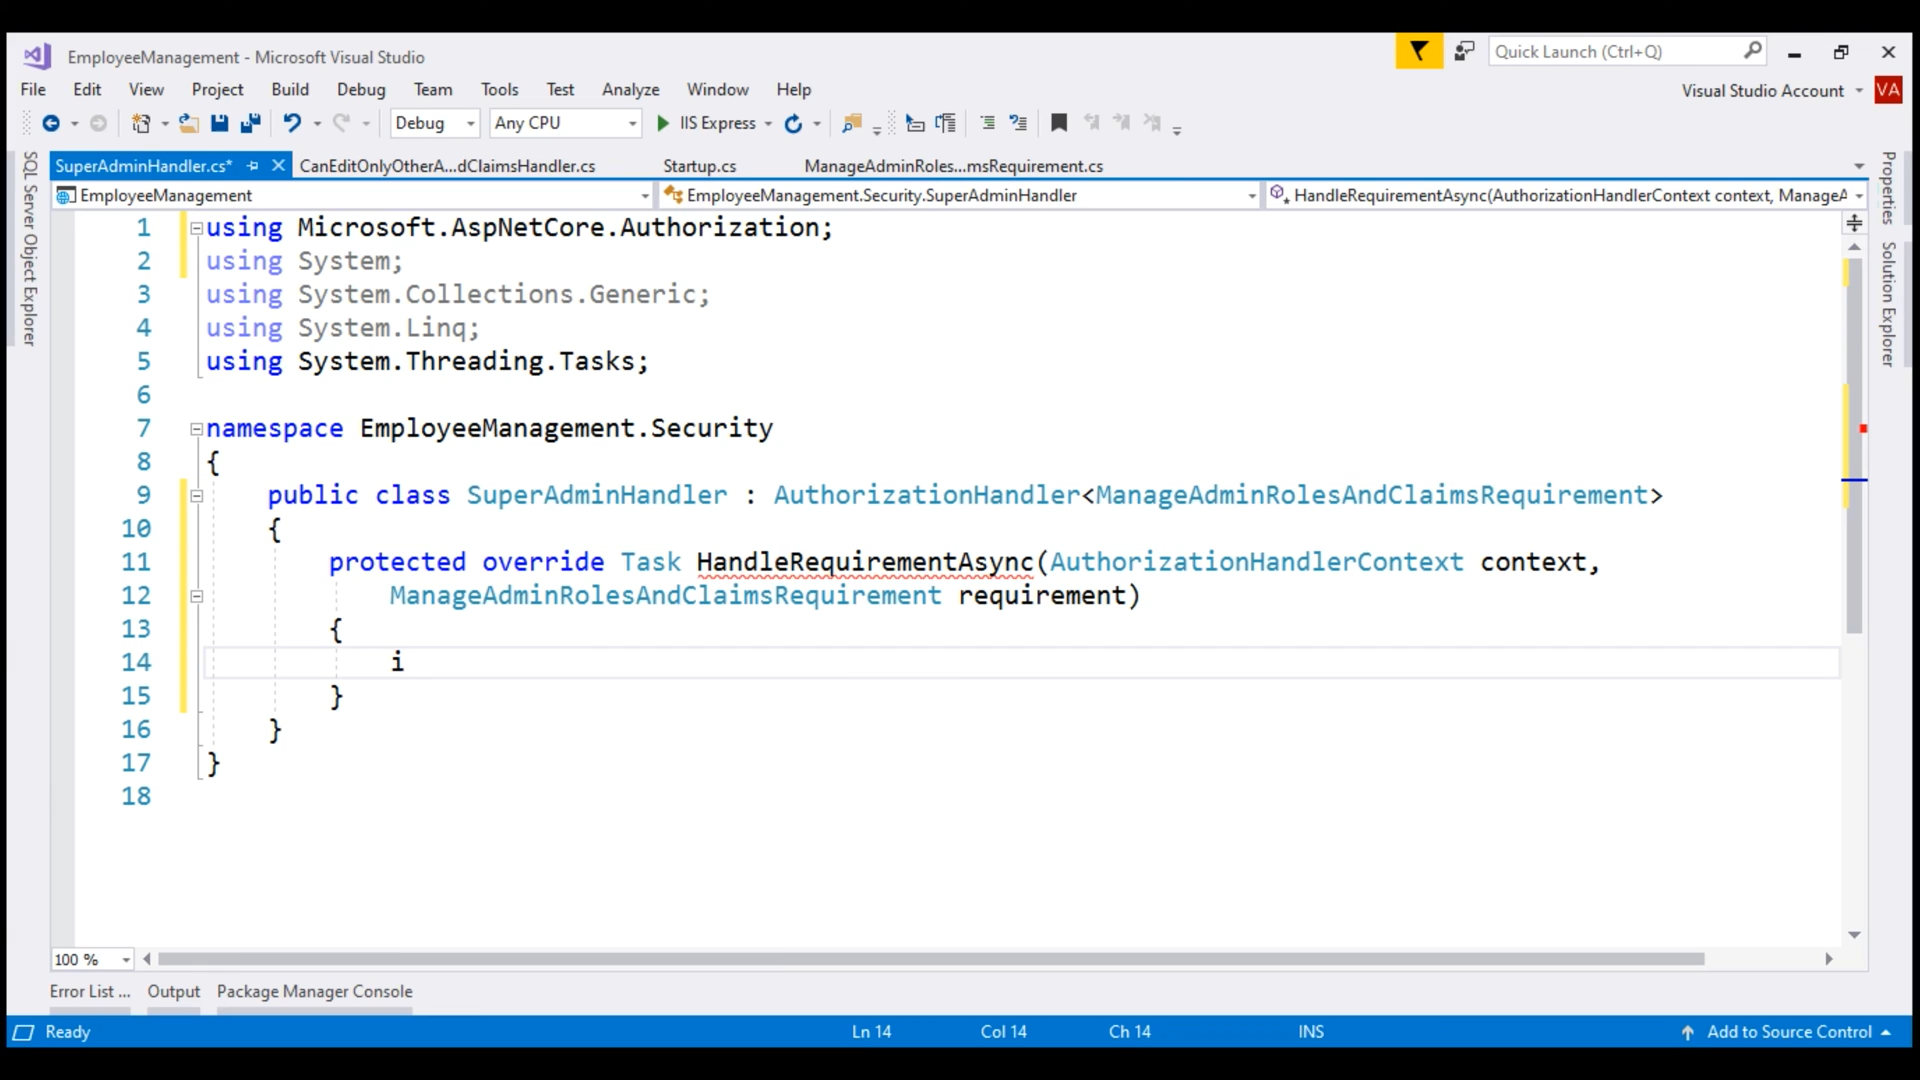 EmployeeManagement - Microsoft Visual Studio
Quick Launch (Ctrl+Q)
File Edit View Project Build Debug Team Tools Test Analyze Window Help
Visual Studio Account VA
Debug Any CPU IIS Express
SuperAdminHandler.cs* CanEditOnlyOtherA...dClaimsHandler.cs Startup.cs ManageAdminRoles...msRequirement.cs
EmployeeManagement EmployeeManagement.Security.SuperAdminHandler HandleRequirementAsync(AuthorizationHandlerContext context, ManageA
SQL Server Object Explorer
Properties
Solution Explorer
1 using Microsoft.AspNetCore.Authorization;
2 using System;
3 using System.Collections.Generic;
4 using System.Linq;
5 using System.Threading.Tasks;
6
7 namespace EmployeeManagement.Security
8 {
9 public class SuperAdminHandler : AuthorizationHandler<ManageAdminRolesAndClaimsRequirement>
10 {
11 protected override Task HandleRequirementAsync(AuthorizationHandlerContext context,
12 ManageAdminRolesAndClaimsRequirement requirement)
13 {
14 i
15 }
16 }
17 }
18
100 %
Error List ... Output Package Manager Console
Ready Ln 14 Col 14 Ch 14 INS Add to Source Control